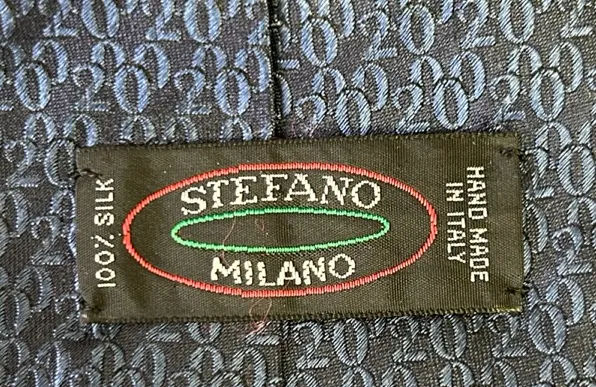 100% SILK
STEFANO
MILANO
HAND MADE
IN ITALY